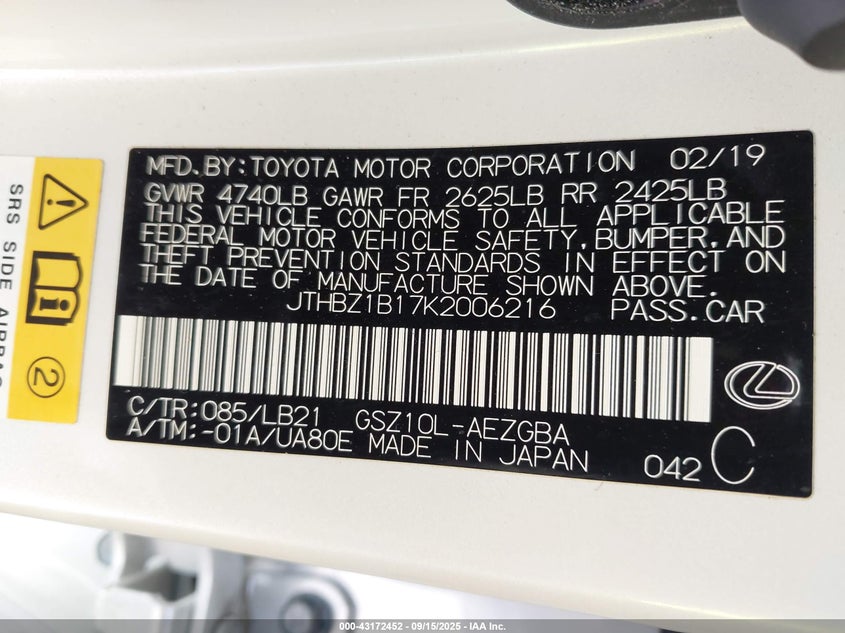 MFD.BY:TOYOTA MOTOR CORPORATION 02/19
GVWR 4740LB GAWR FR 2625LB RR 2425LB
THIS VEHICLE CONFORMS TO ALL APPLICABLE
FEDERAL MOTOR VEHICLE SAFETY,BUMPER,AND
THEFT PREVENTION STANDARDS IN EFFECT ON
THE DATE OF MANUFACTURE SHOWN ABOVE.
JTHBZ1B17K2006216 PASS.CAR
C/TR:085/LB21 GSZ10L-AEZGBA
A/TM:-01A/UA80E MADE IN JAPAN
042 C
SRS SIDE
2
000-43172452 - 09/15/2025 - IAA Inc.